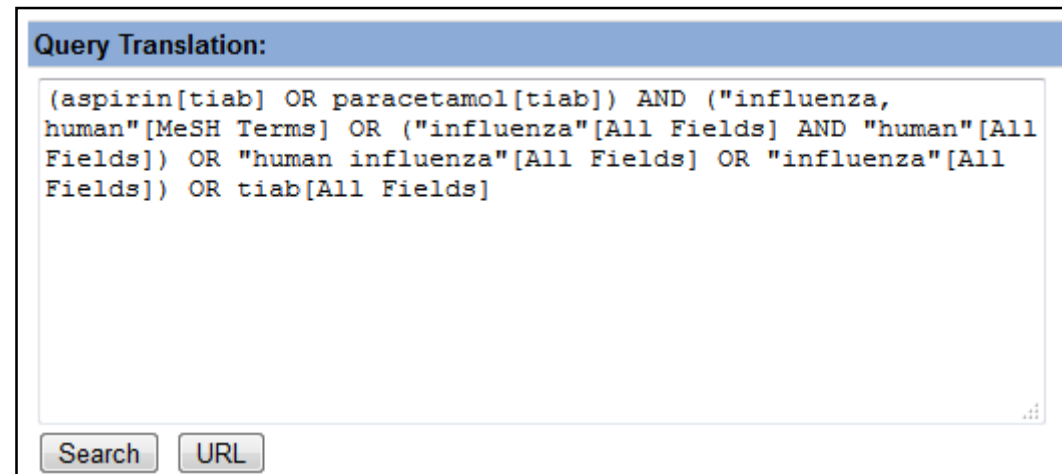 Query Translation:
(aspirin[tiab] OR paracetamol[tiab]) AND ("influenza,
human"[MeSH Terms] OR ("influenza"[All Fields] AND "human"[All
Fields]) OR "human influenza"[All Fields] OR "influenza"[All
Fields]) OR tiab[All Fields]
Search URL